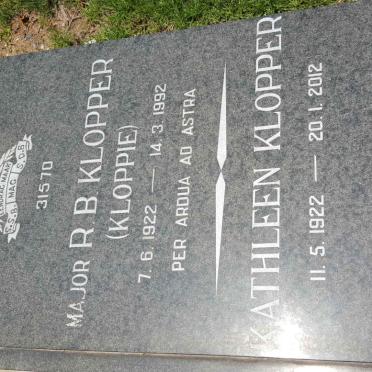 31570
MAJOR R B KLOPPER
(KLOPPIE)
7. 6. 1922 — 14. 3. 1992
PER ARDUA AD ASTRA
KATHLEEN KLOPPER
11. 5. 1922 — 20. 1. 2012